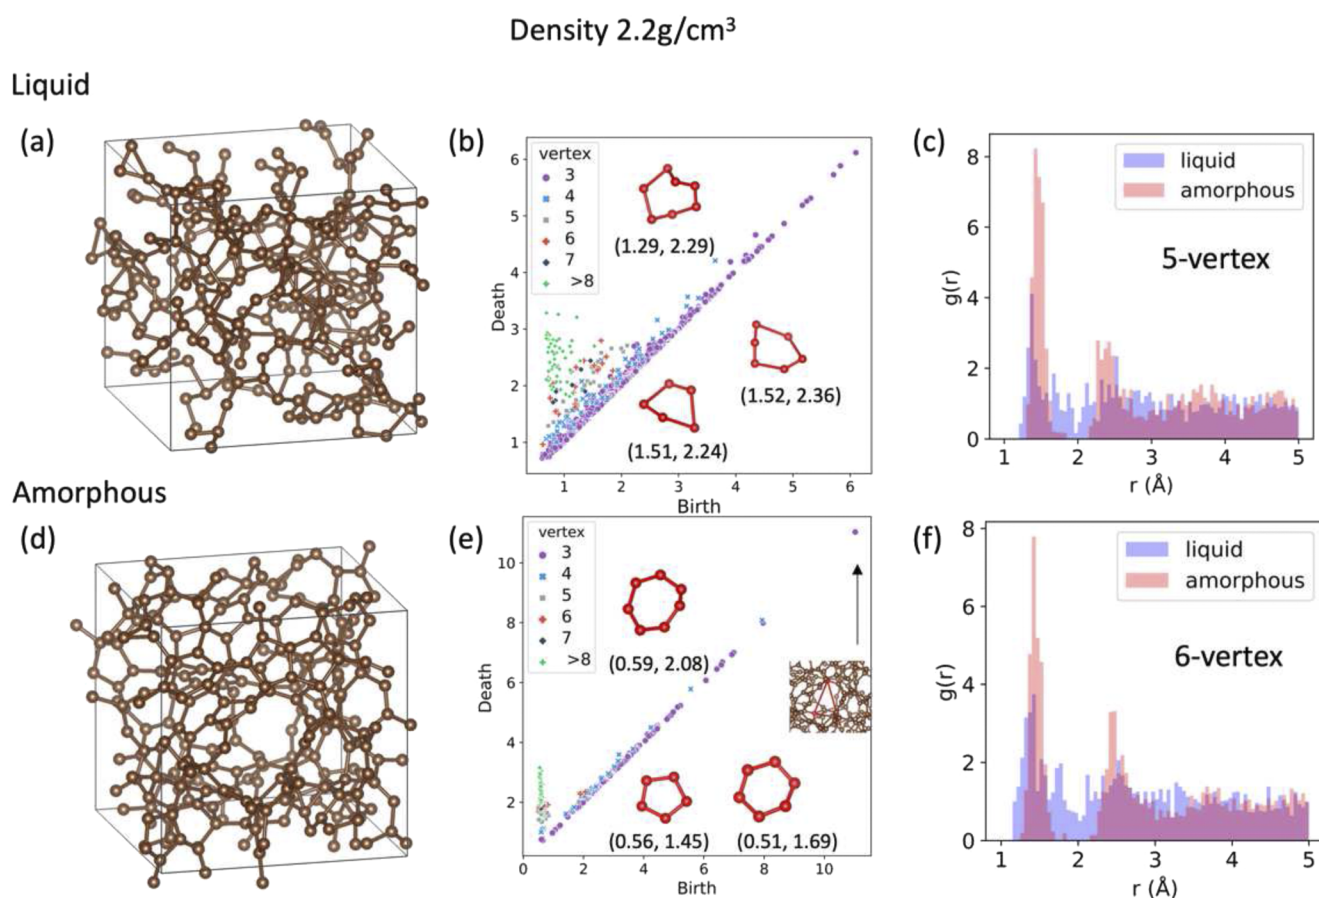 Density 2.2g/cm³
Liquid
(a)
(b)
vertex
3
4
5
6
7
>8
(1.29, 2.29)
(1.52, 2.36)
(1.51, 2.24)
Death
6
5
4
3
2
1
1 2 3 4 5 6
Birth
(c)
liquid
amorphous
5-vertex
g(r)
8
6
4
2
0
1 2 3 4 5
r (Å)
Amorphous
(d)
(e)
vertex
3
4
5
6
7
>8
(0.59, 2.08)
(0.56, 1.45)
(0.51, 1.69)
Death
10
8
6
4
2
0 2 4 6 8 10
Birth
(f)
liquid
amorphous
6-vertex
g(r)
8
6
4
2
0
1 2 3 4 5
r (Å)